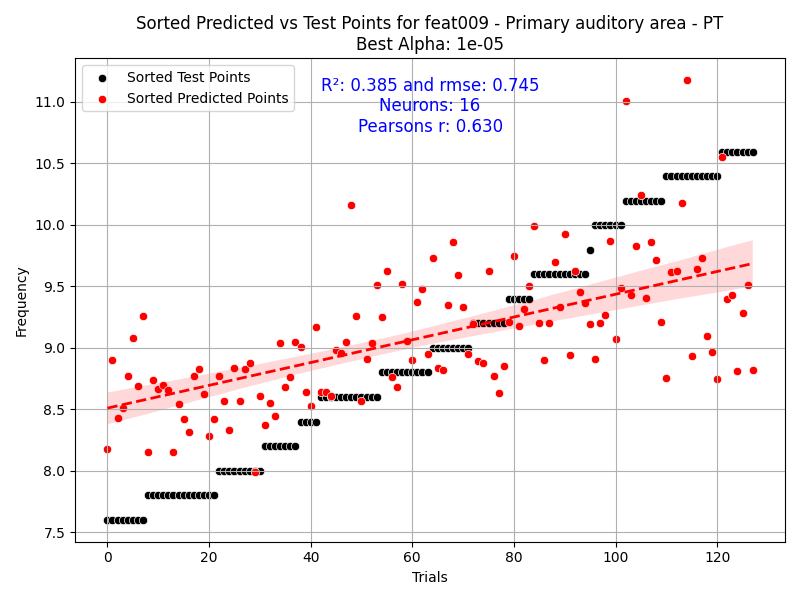 Sorted Predicted vs Test Points for feat009 - Primary auditory area - PT
Best Alpha: 1e-05
Sorted Test Points
Sorted Predicted Points
R²: 0.385 and rmse: 0.745
Neurons: 16
Pearsons r: 0.630
Frequency
11.0
10.5
10.0
9.5
9.0
8.5
8.0
7.5
0 20 40 60 80 100 120
Trials